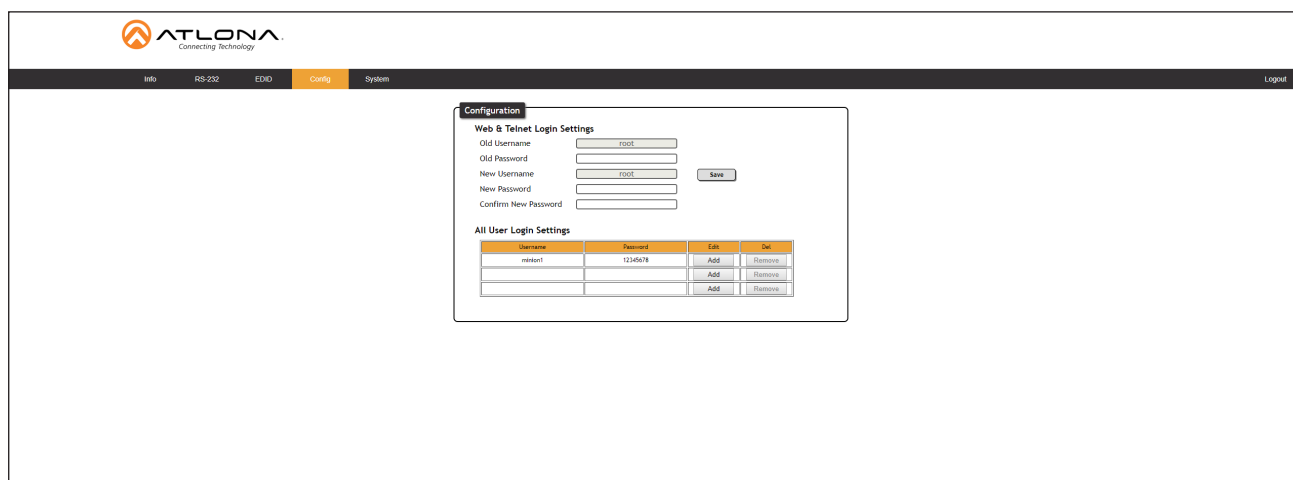 ATLONA.
Connecting Technology
Info RS-232 EDID Config System Logout
Configuration
Web & Telnet Login Settings
Old Username root
Old Password
New Username root Save
New Password
Confirm New Password
All User Login Settings
Username Password Edit Del
minion1 12345678 Add Remove
Add Remove
Add Remove